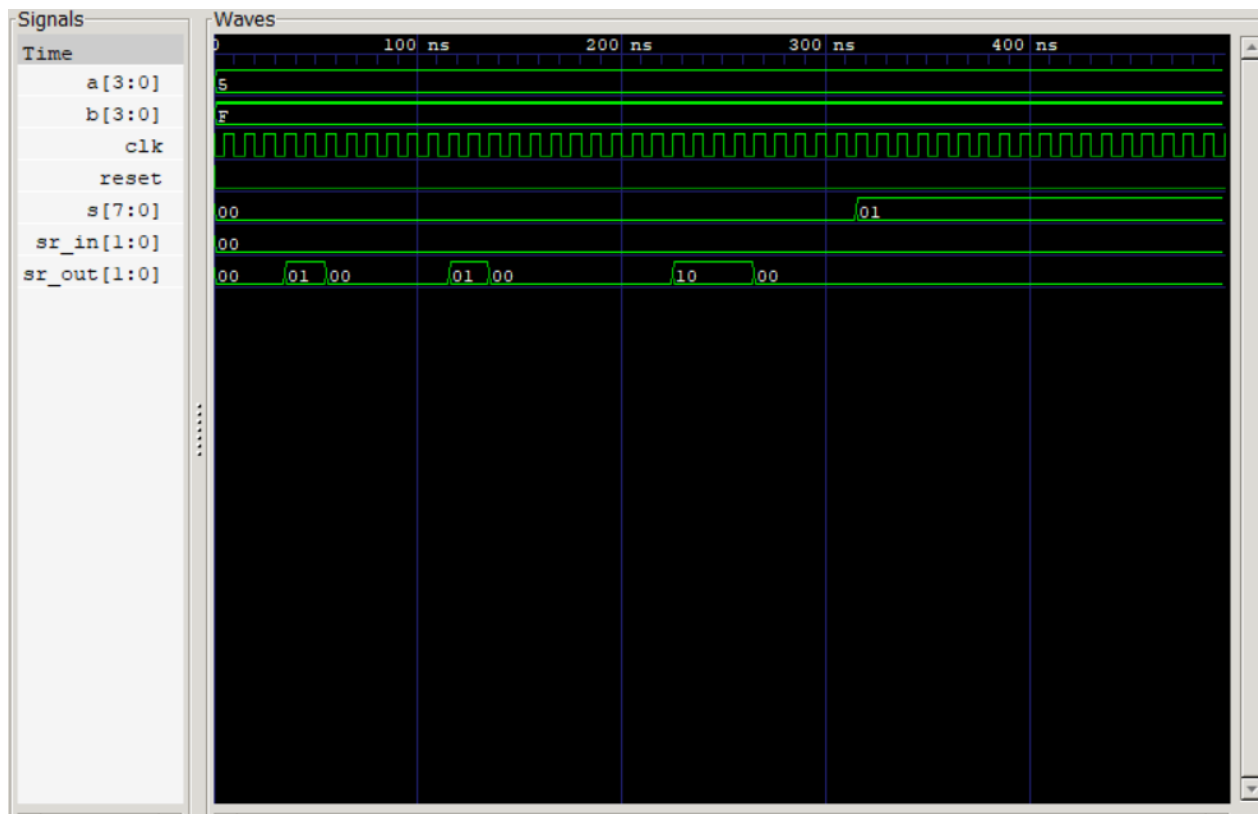 Signals Waves
Time 0 100 ns 200 ns 300 ns 400 ns
a[3:0] 5
b[3:0] F
clk
reset
s[7:0] 00 01
sr_in[1:0] 00
sr_out[1:0] 00 01 00 01 00 10 00